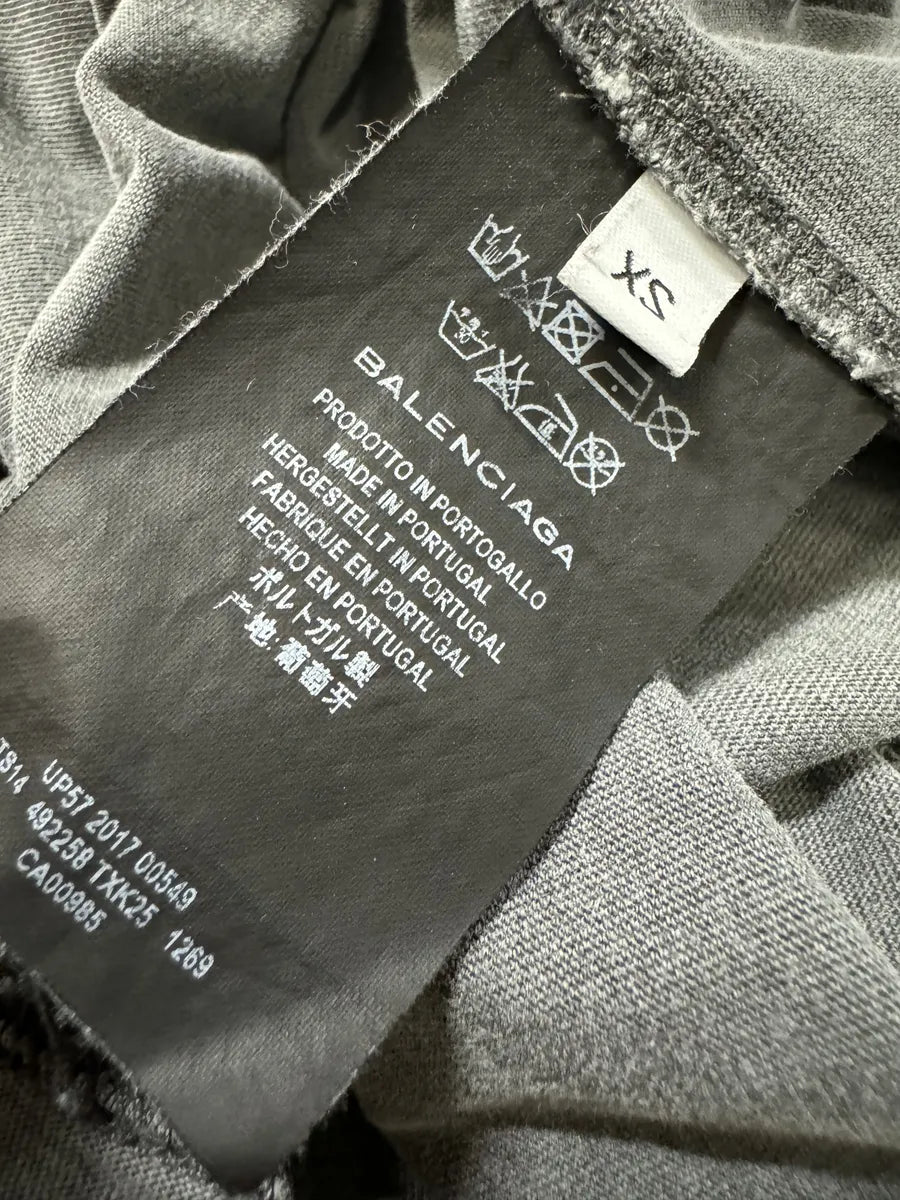 XS
BALENCIAGA
PRODOTTO IN PORTOGALLO
MADE IN PORTUGAL
HERGESTELLT IN PORTUGAL
FABRIQUE EN PORTUGAL
HECHO EN PORTUGAL
ポルトガル製
产地:葡萄牙
UP57 2017 00549
TS14 492258 TXK25 1269
CA00985